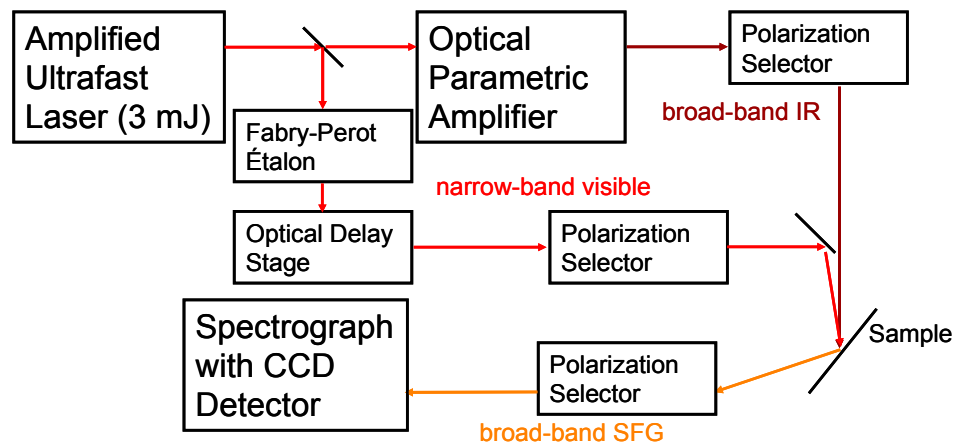 Amplified
Ultrafast
Laser (3 mJ)
Optical
Parametric
Amplifier
Polarization
Selector
broad-band IR
Fabry-Perot
Étalon
narrow-band visible
Optical Delay
Stage
Polarization
Selector
Sample
Spectrograph
with CCD
Detector
Polarization
Selector
broad-band SFG